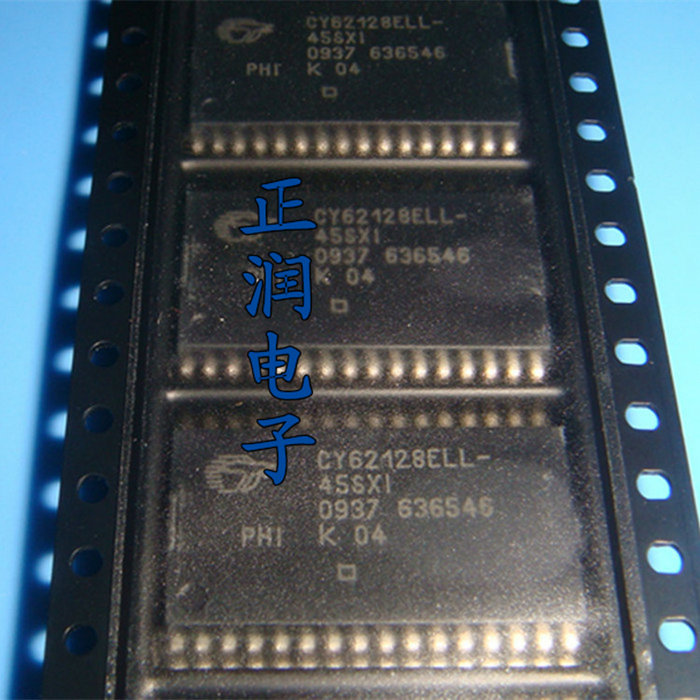 CY62128ELL-
45SXI
0937 636546
PHI K 04
CY62128ELL-
45SXI
0937 636546
K 04
正润电子
CY62128ELL-
45SXI
0937 636546
PHI K 04